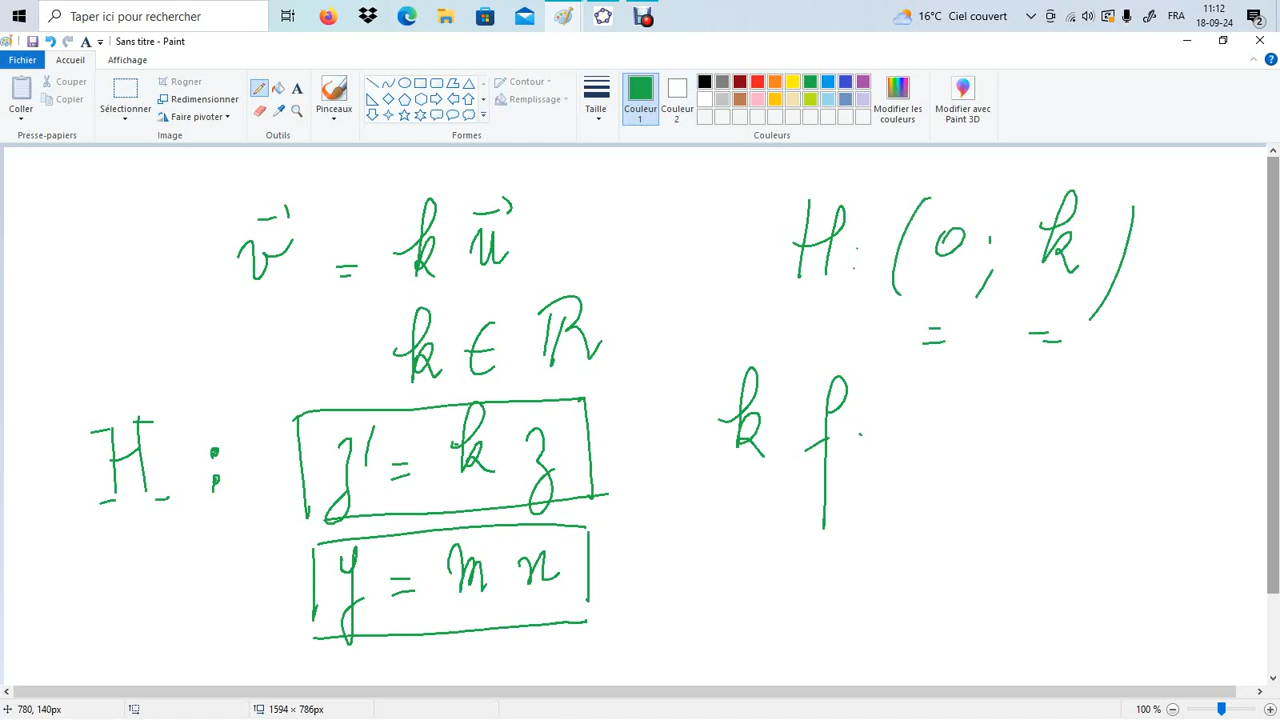 Taper ici pour rechercher
16°C Ciel couvert
FRA
11:12
18-09-24
2
Sans titre - Paint
Fichier
Accueil
Affichage
Coller
Couper
Copier
Presse-papiers
Sélectionner
Rogner
Redimensionner
Faire pivoter
Image
A
Outils
Pinceaux
Contour
Remplissage
Formes
Taille
Couleur 1
Couleur 2
Modifier les couleurs
Couleurs
Modifier avec Paint 3D
v⃗ = k u⃗
k ∈ ℝ
H : z' = k z
y = m x
H: (0; k)
= =
k f
780, 140px
1594 × 786px
100 %